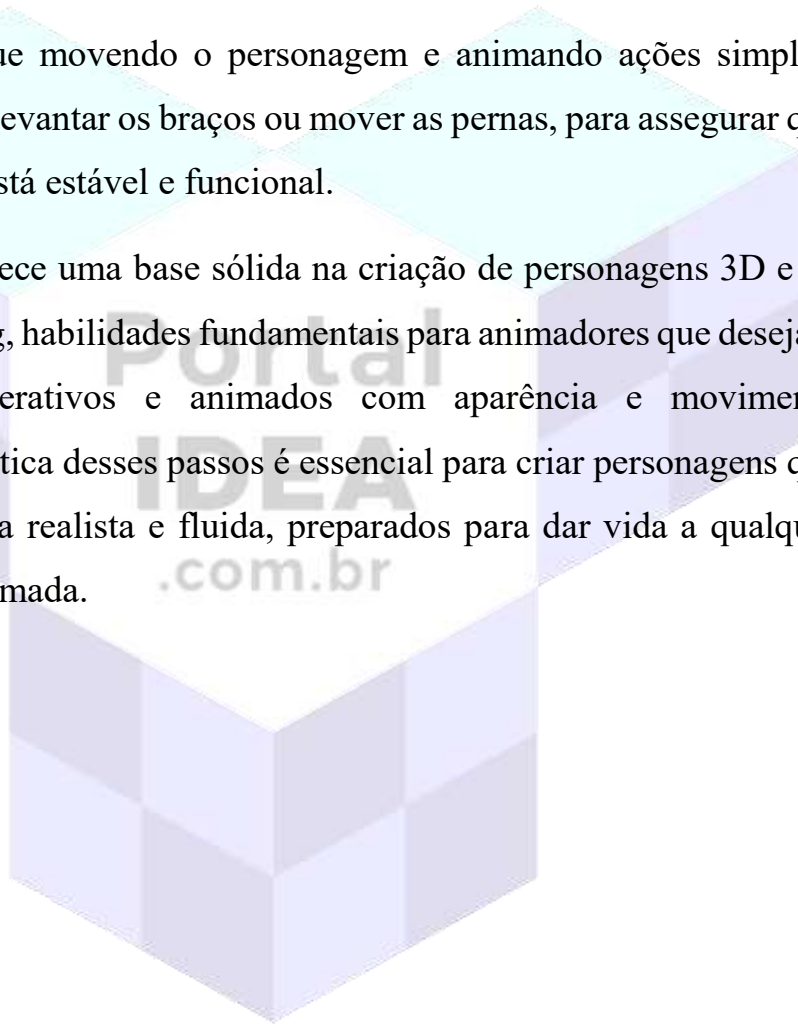 ue movendo o personagem e animando ações simpl
evantar os braços ou mover as pernas, para assegurar q
stá estável e funcional.
ece uma base sólida na criação de personagens 3D e
g, habilidades fundamentais para animadores que desej
erativos e animados com aparência e movimen
tica desses passos é essencial para criar personagens q
a realista e fluida, preparados para dar vida a qualqu
mada.
Portal
IDEA
.com.br